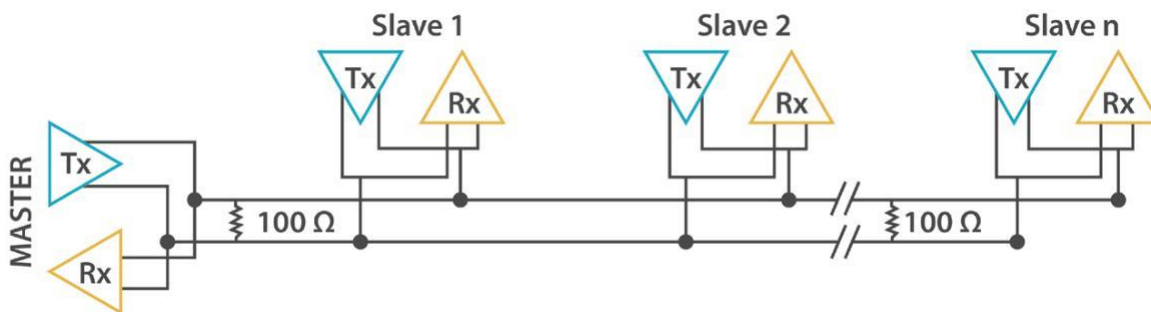 Slave 1
Slave 2
Slave n
Tx
Rx
Tx
Rx
Tx
Rx
MASTER
Tx
100 Ω
100 Ω
Rx